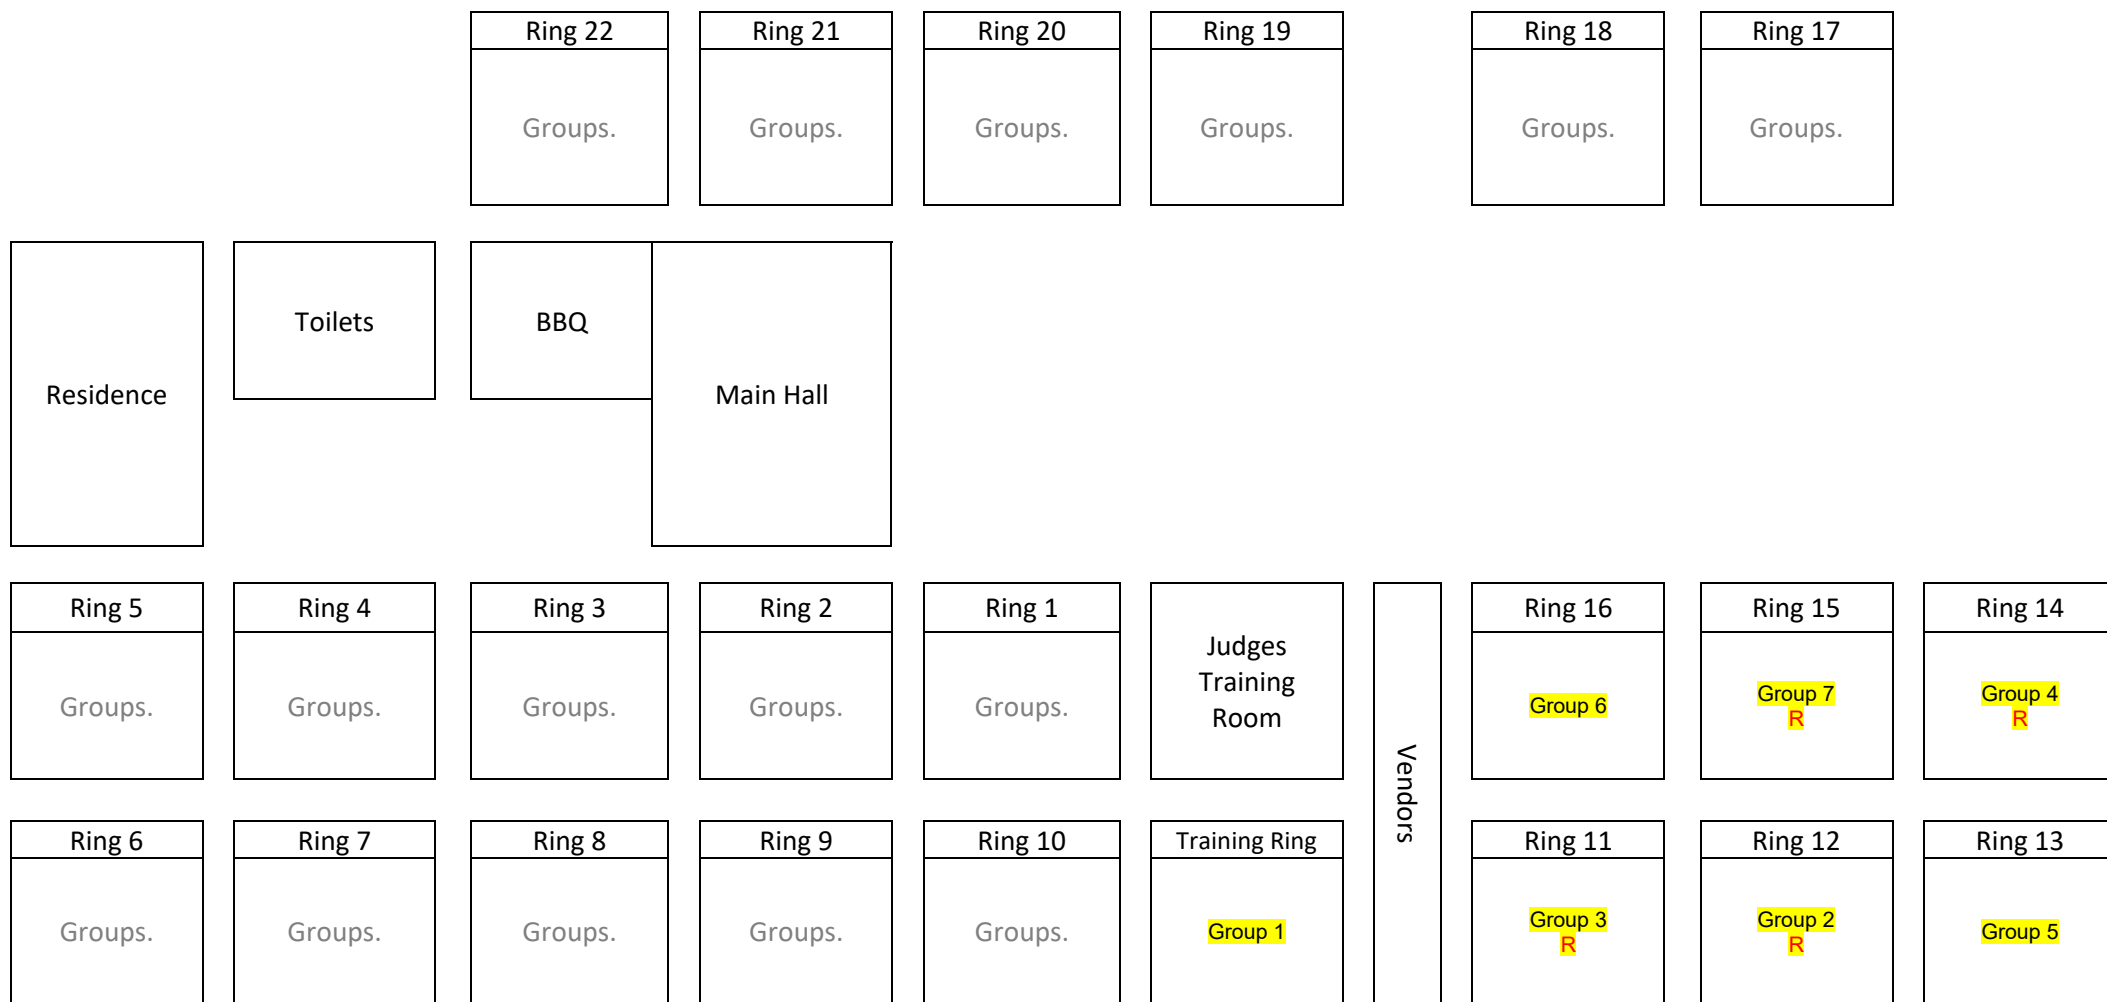 Ring 22
Ring 21
Ring 20
Ring 19
Ring 18
Ring 17
Groups.
Groups.
Groups.
Groups.
Groups.
Groups.
Residence
Toilets
BBQ
Main Hall
Ring 5
Ring 4
Ring 3
Ring 2
Ring 1
Judges
Training
Room
Vendors
Ring 16
Ring 15
Ring 14
Groups.
Groups.
Groups.
Groups.
Groups.
Group 6
Group 7
R
Group 4
R
Ring 6
Ring 7
Ring 8
Ring 9
Ring 10
Training Ring
Ring 11
Ring 12
Ring 13
Groups.
Groups.
Groups.
Groups.
Groups.
Group 1
Group 3
R
Group 2
R
Group 5